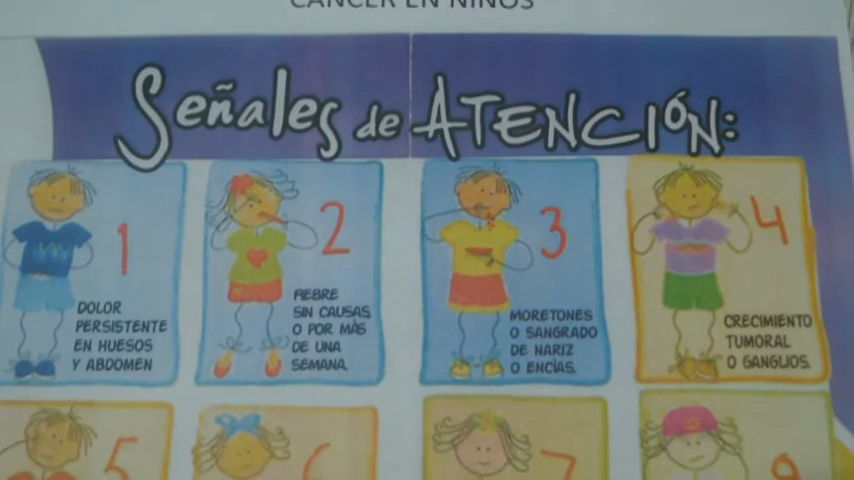 CÁNCER EN NIÑOS
Señales de ATENCIÓN:
1
DOLOR
PERSISTENTE
EN HUESOS
Y ABDOMEN
2
FIEBRE
SIN CAUSAS
O POR MÁS
DE UNA
SEMANA.
3
MORETONES
O SANGRADO
DE NARIZ
O ENCÍAS.
4
CRECIMIENTO
TUMORAL
O GANGLIOS.
5
6
7
8